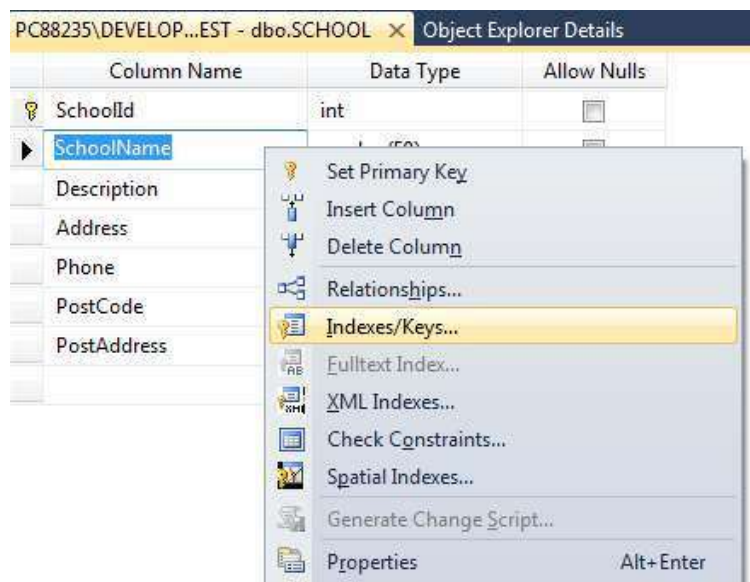 PC88235\DEVELOP...EST - dbo.SCHOOL Object Explorer Details
Column Name Data Type Allow Nulls
SchoolId int
SchoolName
Description
Address
Phone
PostCode
PostAddress
Set Primary Key
Insert Column
Delete Column
Relationships...
Indexes/Keys...
Fulltext Index...
XML Indexes...
Check Constraints...
Spatial Indexes...
Generate Change Script...
Properties Alt+Enter